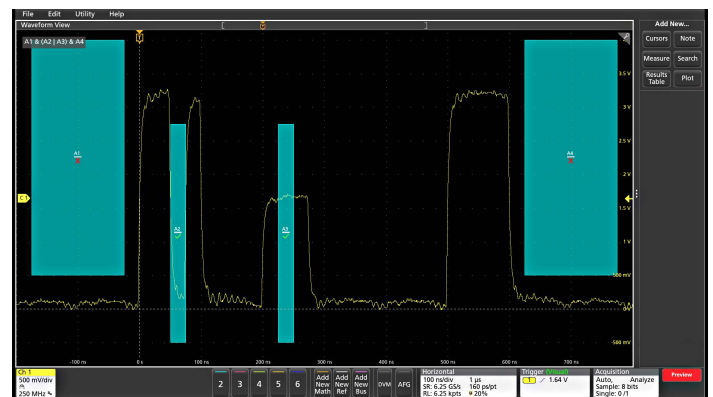 File Edit Utility Help
Waveform View
Add New...
A1 & (A2 | A3) & A4
Cursors Note
Measure Search
Results Table Plot
3.5 V
3 V
2.5 V
2 V
1.5 V
1 V
500 mV
0 V
-500 mV
A1
A2
A3
A4
C1
-100 ns 0 s 100 ns 200 ns 300 ns 400 ns 500 ns 600 ns 700 ns
Ch 1
500 mV/div
250 MHz
2 3 4 5 6
Add New Math
Add New Ref
Add New Bus
DVM AFG
Horizontal
100 ns/div 1 µs
SR: 6.25 GS/s 160 ps/pt
RL: 6.25 kpts 20%
Trigger (Visual)
1 1.64 V
Acquisition
Auto, Analyze
Sample: 8 bits
Single: 0/1
Preview